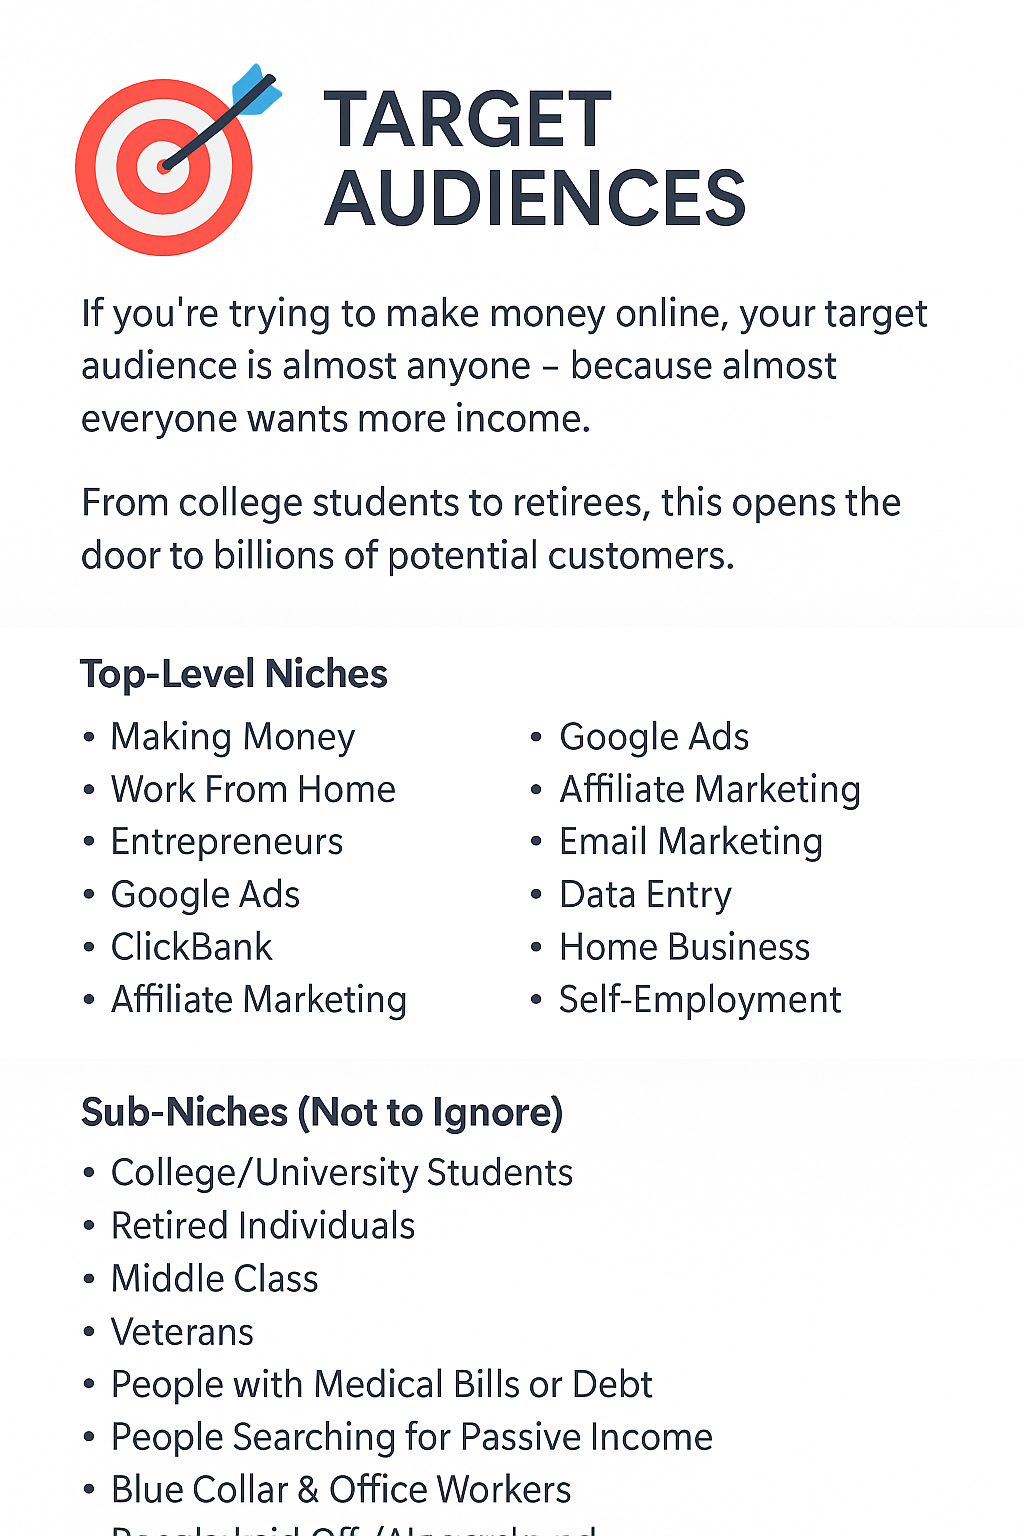 TARGET
AUDIENCES
If you're trying to make money online, your target
audience is almost anyone – because almost
everyone wants more income.
From college students to retirees, this opens the
door to billions of potential customers.
Top-Level Niches
• Making Money
• Work From Home
• Entrepreneurs
• Google Ads
• ClickBank
• Affiliate Marketing
• Google Ads
• Affiliate Marketing
• Email Marketing
• Data Entry
• Home Business
• Self-Employment
Sub-Niches (Not to Ignore)
• College/University Students
• Retired Individuals
• Middle Class
• Veterans
• People with Medical Bills or Debt
• People Searching for Passive Income
• Blue Collar & Office Workers